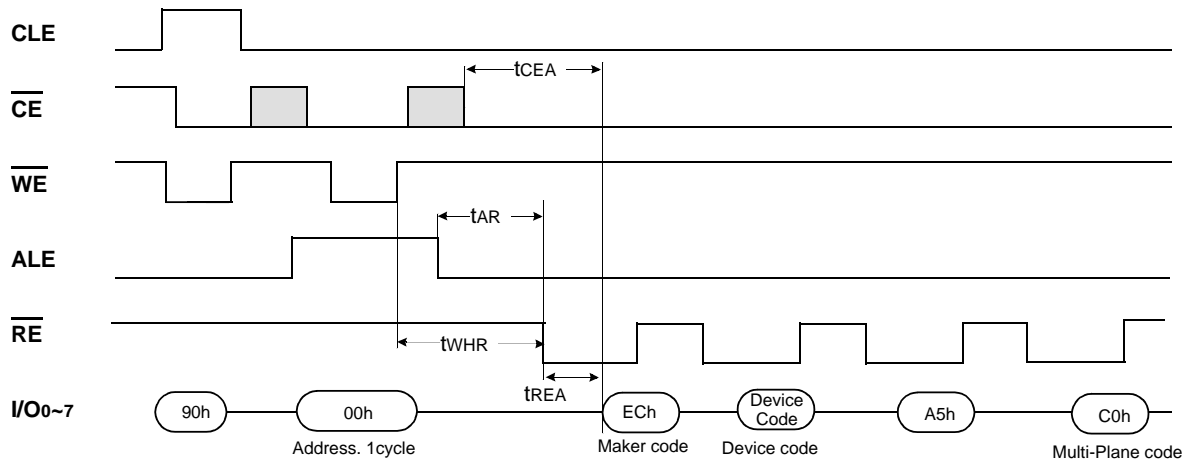 CLE
tCEA
CE
WE
tAR
ALE
RE
tWHR
tREA
I/O0~7
90h
00h
ECh
Device
Code
A5h
C0h
Address. 1cycle
Maker code
Device code
Multi-Plane code